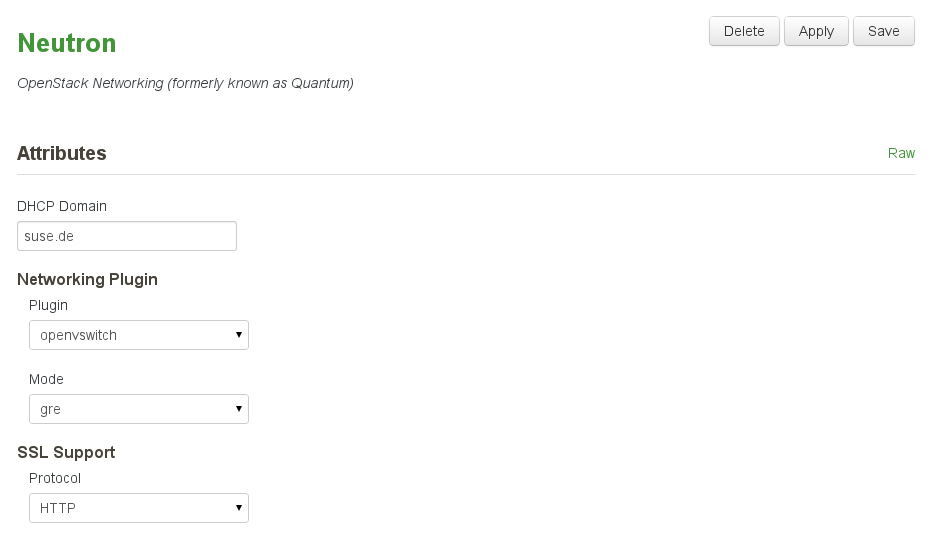 Neutron
Delete Apply Save
OpenStack Networking (formerly known as Quantum)
Attributes
Raw
DHCP Domain
suse.de
Networking Plugin
Plugin
openvswitch
Mode
gre
SSL Support
Protocol
HTTP